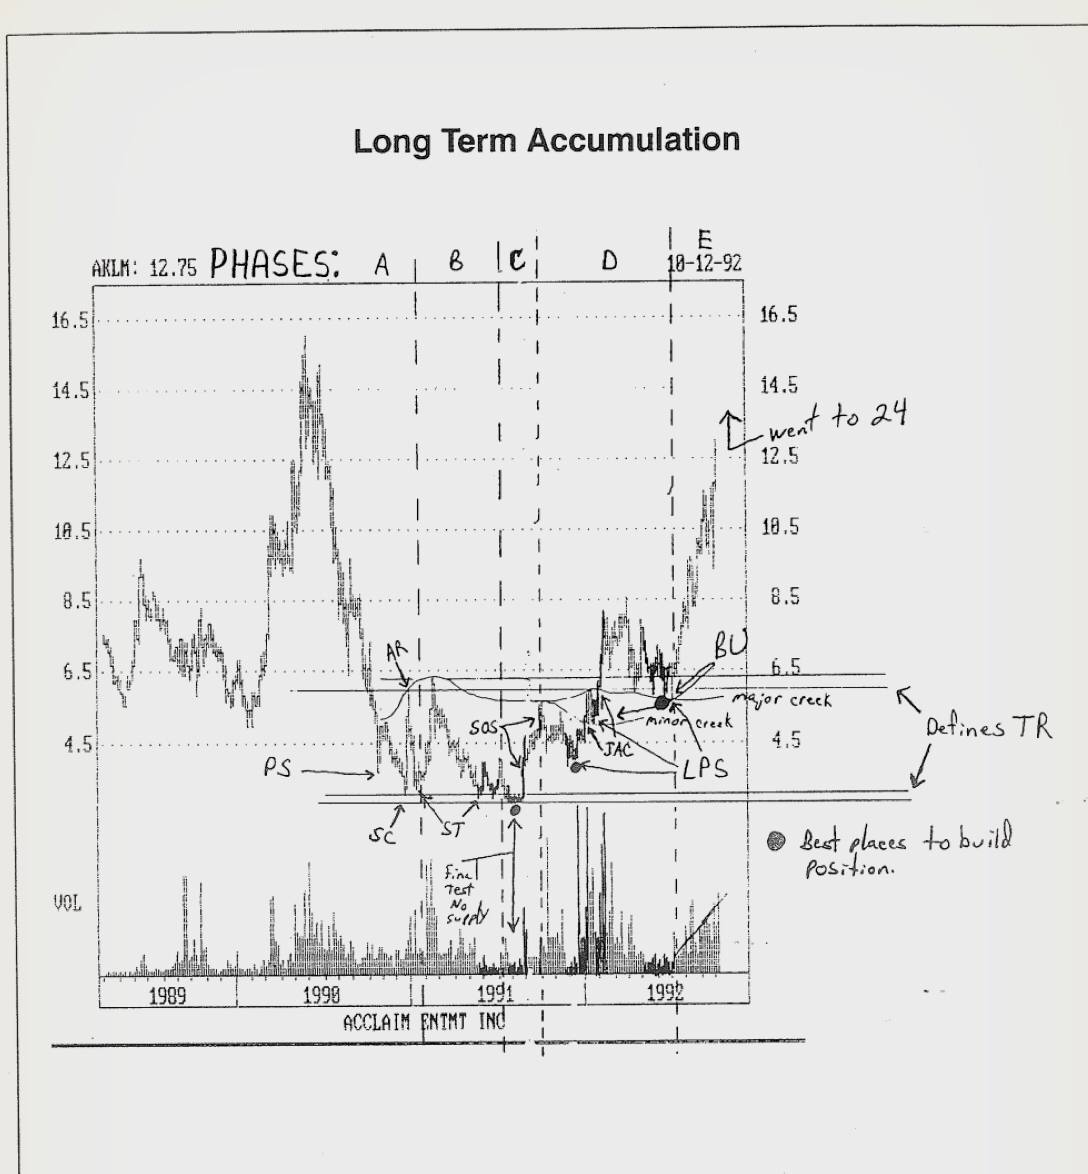 Long Term Accumulation
AKLM: 12.75 PHASES: A B C D E
10-12-92
16.5 16.5
14.5 14.5
went to 24
12.5 12.5
10.5 10.5
8.5 8.5
AR BU
6.5 6.5
major creek
SOS minor creek Defines TR
4.5 JAC 4.5
PS LPS
SC ST
Best places to build
position.
Final
Test
No
supply
VOL
1989 1990 1991 1992
ACCLAIM ENTMT INC